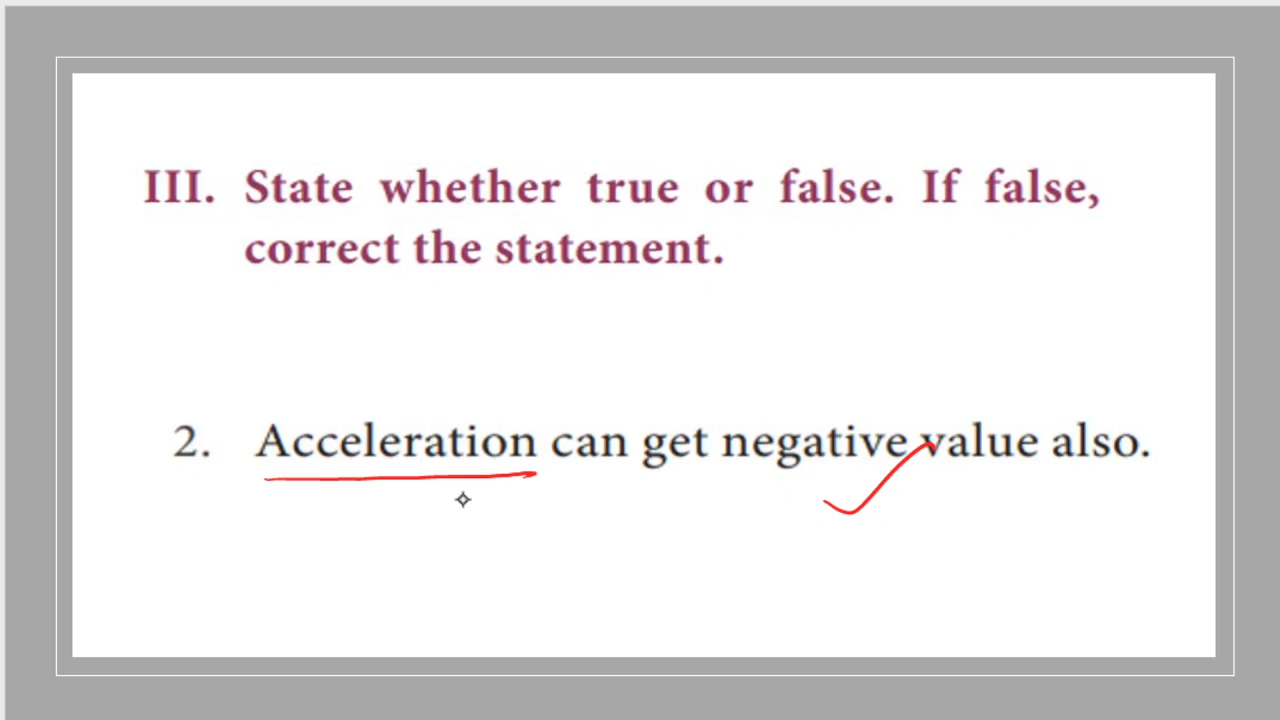 III. State whether true or false. If false,
correct the statement.
2. Acceleration can get negative value also.